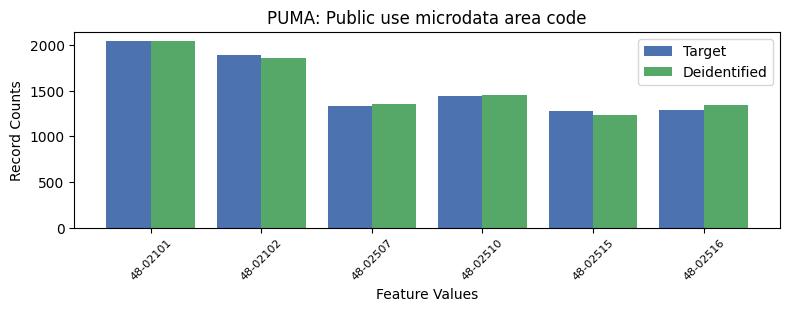 PUMA: Public use microdata area code
Target
Deidentified
Record Counts
2000
1500
1000
500
0
48-02101
48-02102
48-02507
48-02510
48-02515
48-02516
Feature Values